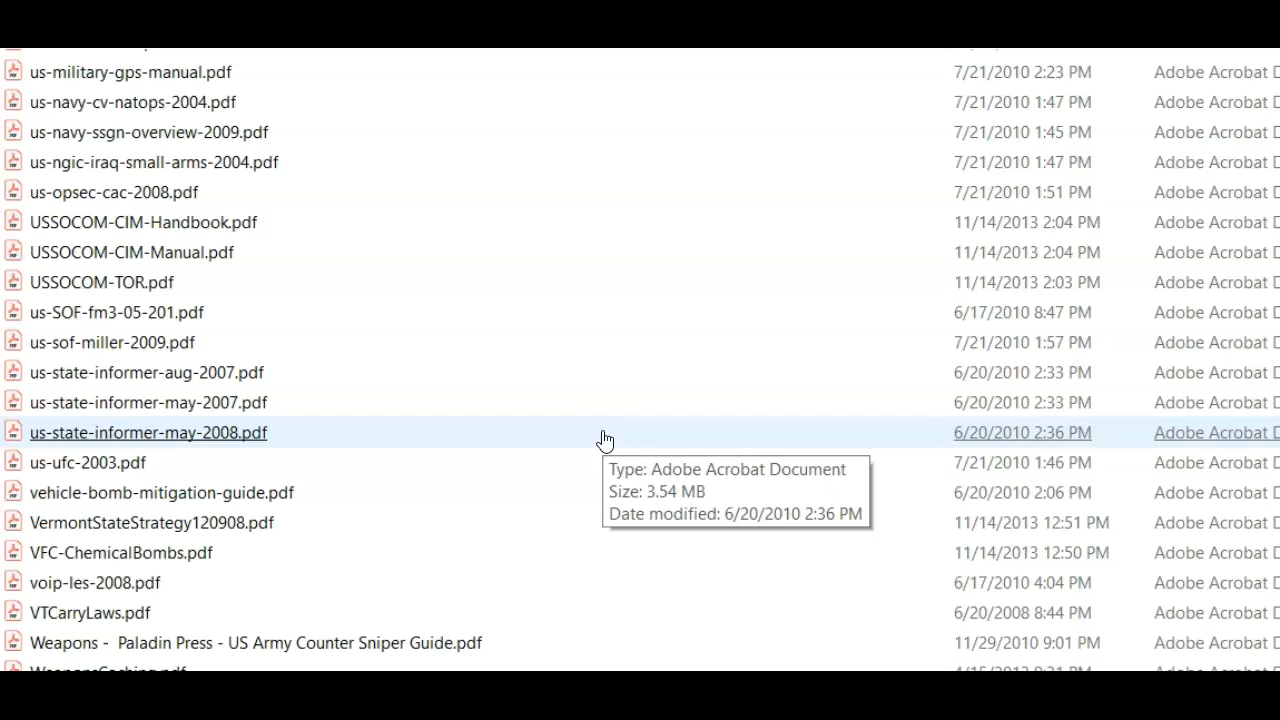 us-military-gps-manual.pdf 7/21/2010 2:23 PM Adobe Acrobat D
us-navy-cv-natops-2004.pdf 7/21/2010 1:47 PM Adobe Acrobat D
us-navy-ssgn-overview-2009.pdf 7/21/2010 1:45 PM Adobe Acrobat D
us-ngic-iraq-small-arms-2004.pdf 7/21/2010 1:47 PM Adobe Acrobat D
us-opsec-cac-2008.pdf 7/21/2010 1:51 PM Adobe Acrobat D
USSOCOM-CIM-Handbook.pdf 11/14/2013 2:04 PM Adobe Acrobat D
USSOCOM-CIM-Manual.pdf 11/14/2013 2:04 PM Adobe Acrobat D
USSOCOM-TOR.pdf 11/14/2013 2:03 PM Adobe Acrobat D
us-SOF-fm3-05-201.pdf 6/17/2010 8:47 PM Adobe Acrobat D
us-sof-miller-2009.pdf 7/21/2010 1:57 PM Adobe Acrobat D
us-state-informer-aug-2007.pdf 6/20/2010 2:33 PM Adobe Acrobat D
us-state-informer-may-2007.pdf 6/20/2010 2:33 PM Adobe Acrobat D
us-state-informer-may-2008.pdf 6/20/2010 2:36 PM Adobe Acrobat D
us-ufc-2003.pdf 7/21/2010 1:46 PM Adobe Acrobat D
Type: Adobe Acrobat Document
Size: 3.54 MB
Date modified: 6/20/2010 2:36 PM
vehicle-bomb-mitigation-guide.pdf 6/20/2010 2:06 PM Adobe Acrobat D
VermontStateStrategy120908.pdf 11/14/2013 12:51 PM Adobe Acrobat D
VFC-ChemicalBombs.pdf 11/14/2013 12:50 PM Adobe Acrobat D
voip-les-2008.pdf 6/17/2010 4:04 PM Adobe Acrobat D
VTCarryLaws.pdf 6/20/2008 8:44 PM Adobe Acrobat D
Weapons -  Paladin Press - US Army Counter Sniper Guide.pdf 11/29/2010 9:01 PM Adobe Acrobat D
WeaponsCaching.pdf Adobe Acrobat D